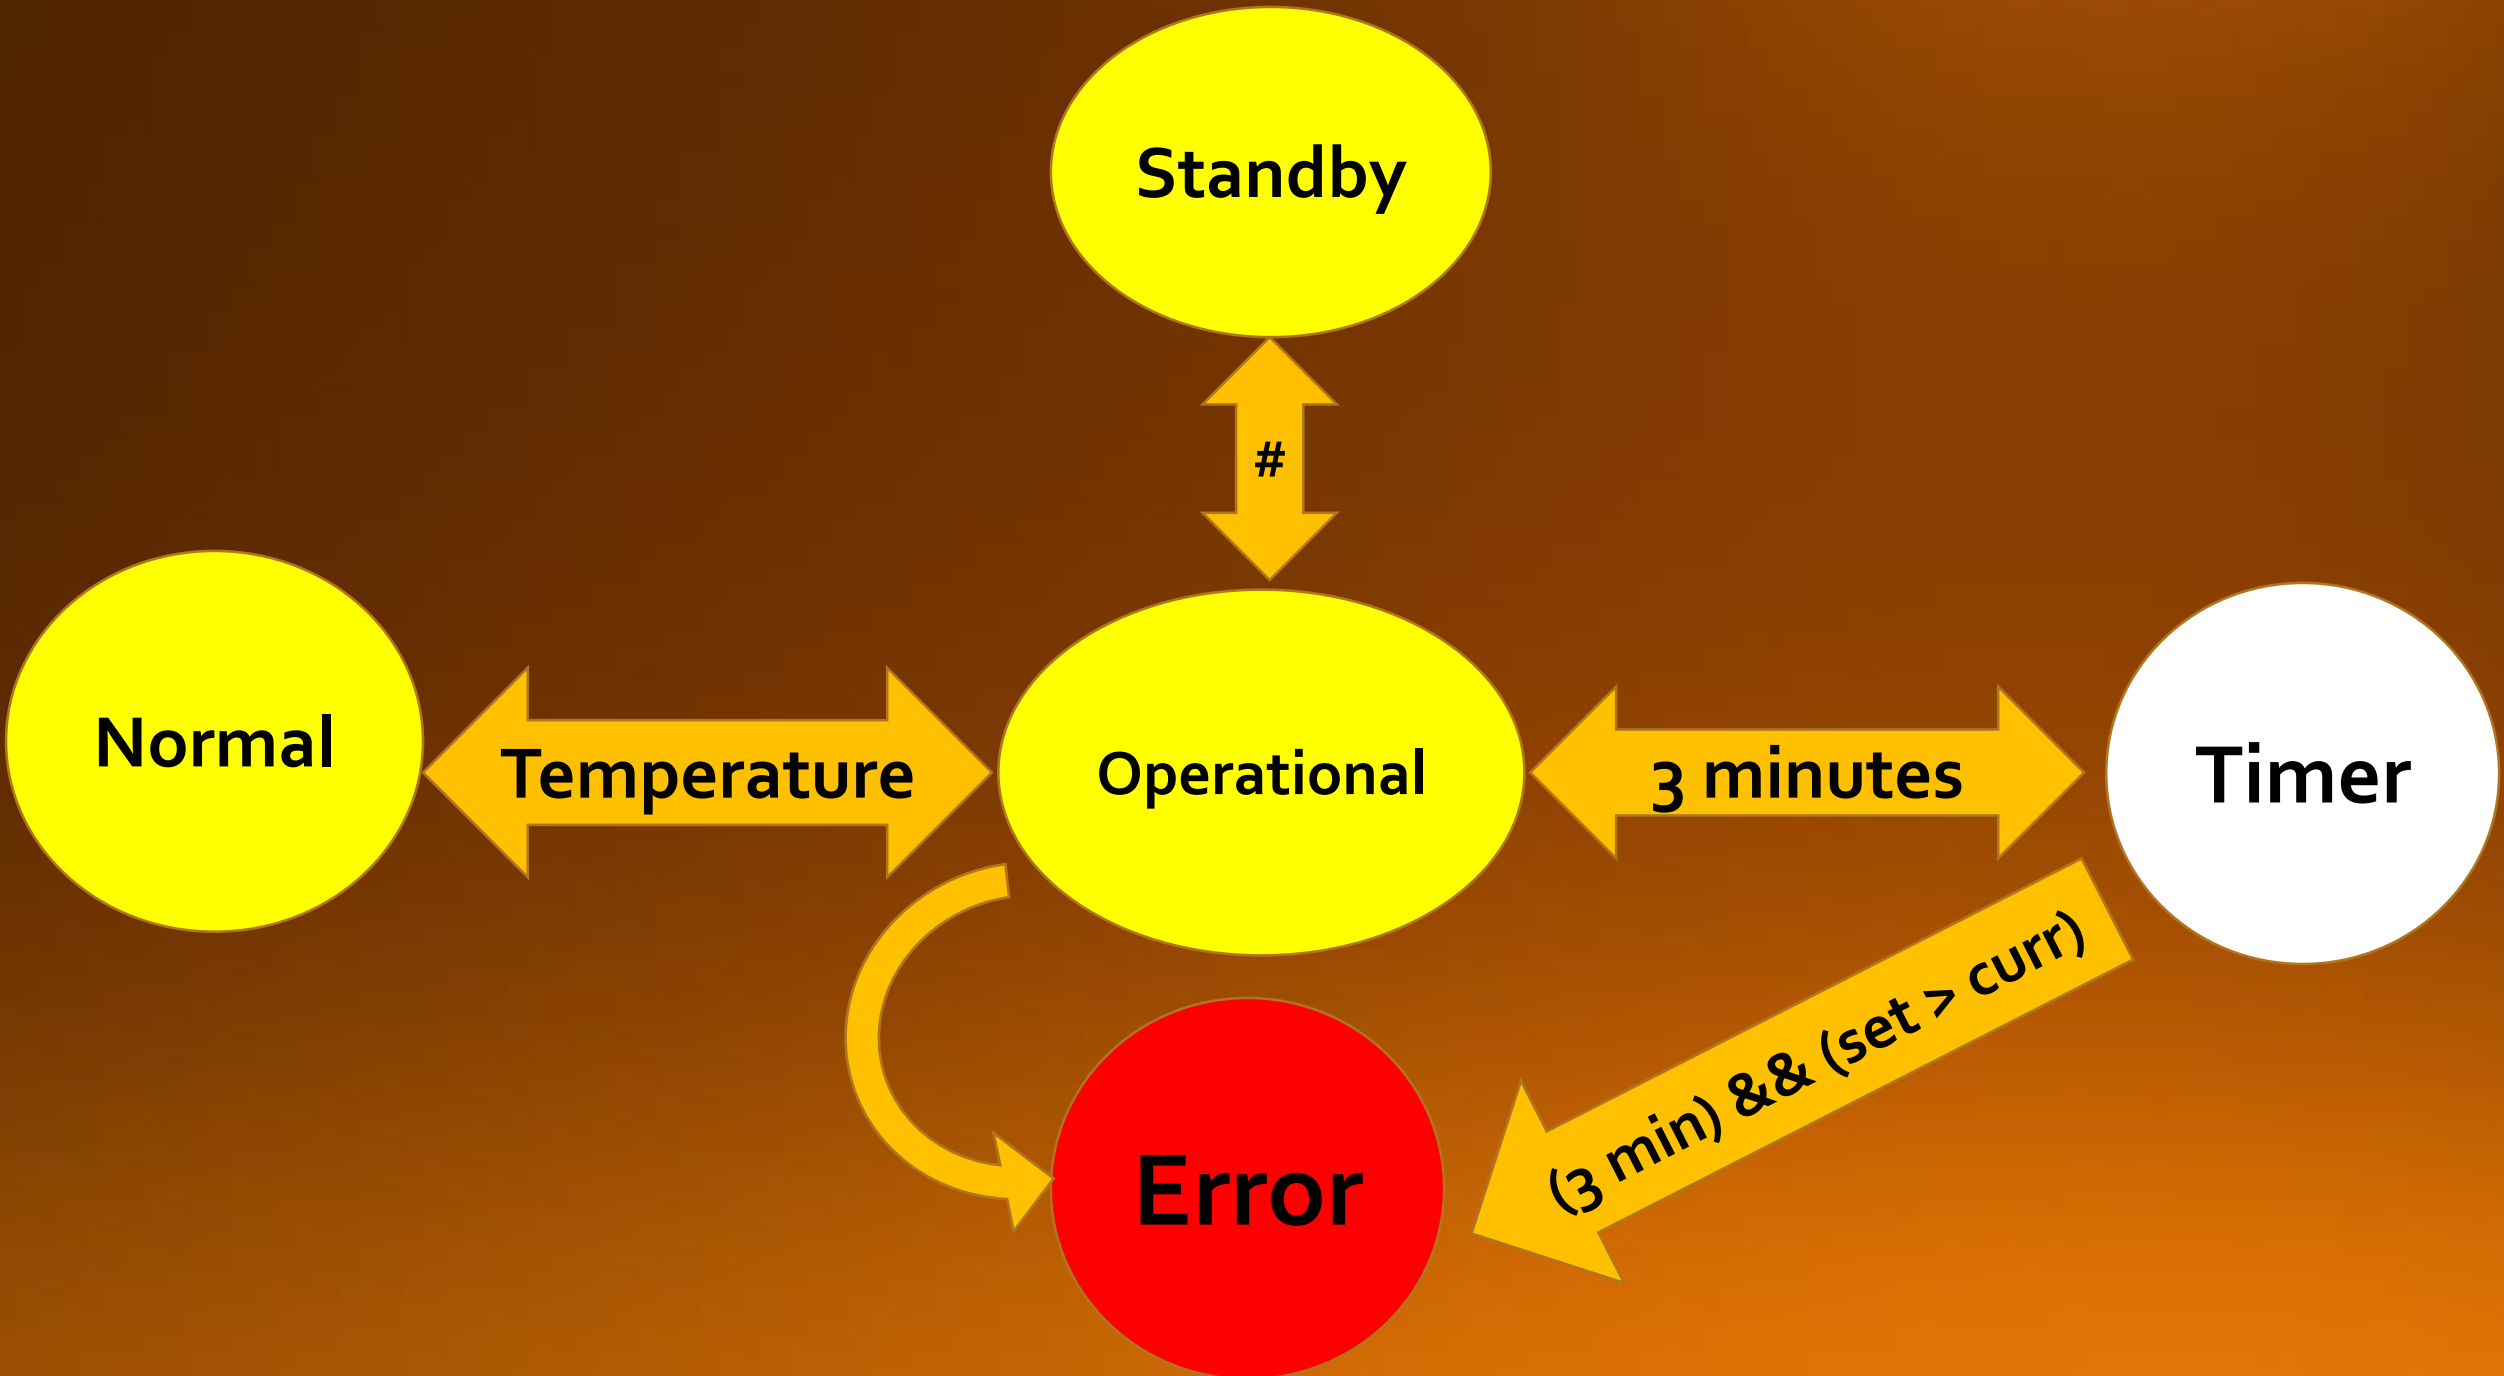 Standby
#
Normal
Temperature
Operational
3 minutes
Timer
(3 min) && (set > curr)
Error